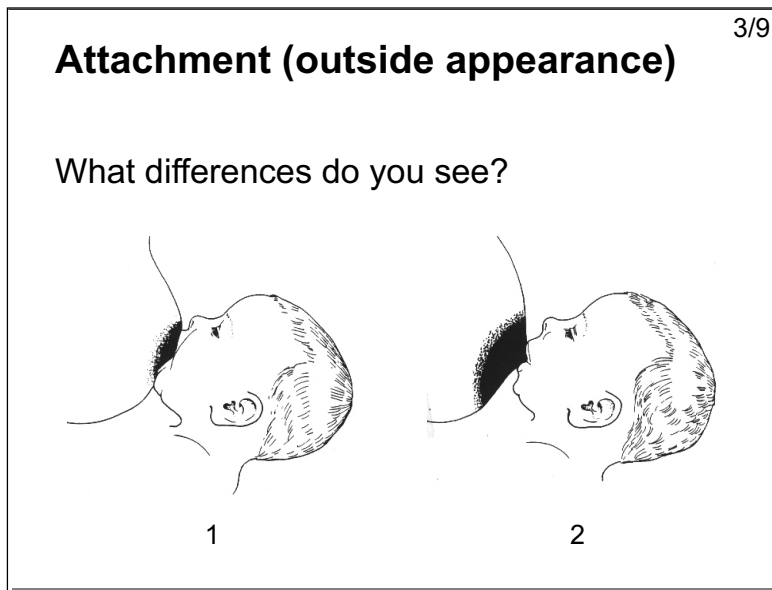 3/9
Attachment (outside appearance)
What differences do you see?
1
2